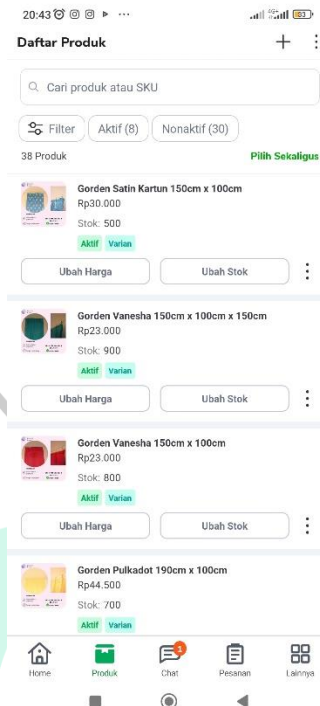 20:43
83
Daftar Produk
Cari produk atau SKU
Filter
Aktif (8)
Nonaktif (30)
38 Produk
Pilih Sekaligus
Gorden Satin Kartun 150cm x 100cm
Rp30.000
Stok: 500
Aktif
Varian
Ubah Harga
Ubah Stok
Gorden Vanesha 150cm x 100cm x 150cm
Rp23.000
Stok: 900
Aktif
Varian
Ubah Harga
Ubah Stok
Gorden Vanesha 150cm x 100cm
Rp23.000
Stok: 800
Aktif
Varian
Ubah Harga
Ubah Stok
Gorden Pulkadot 190cm x 100cm
Rp44.500
Stok: 700
Aktif
Varian
1
Home
Produk
Chat
Pesanan
Lainnya